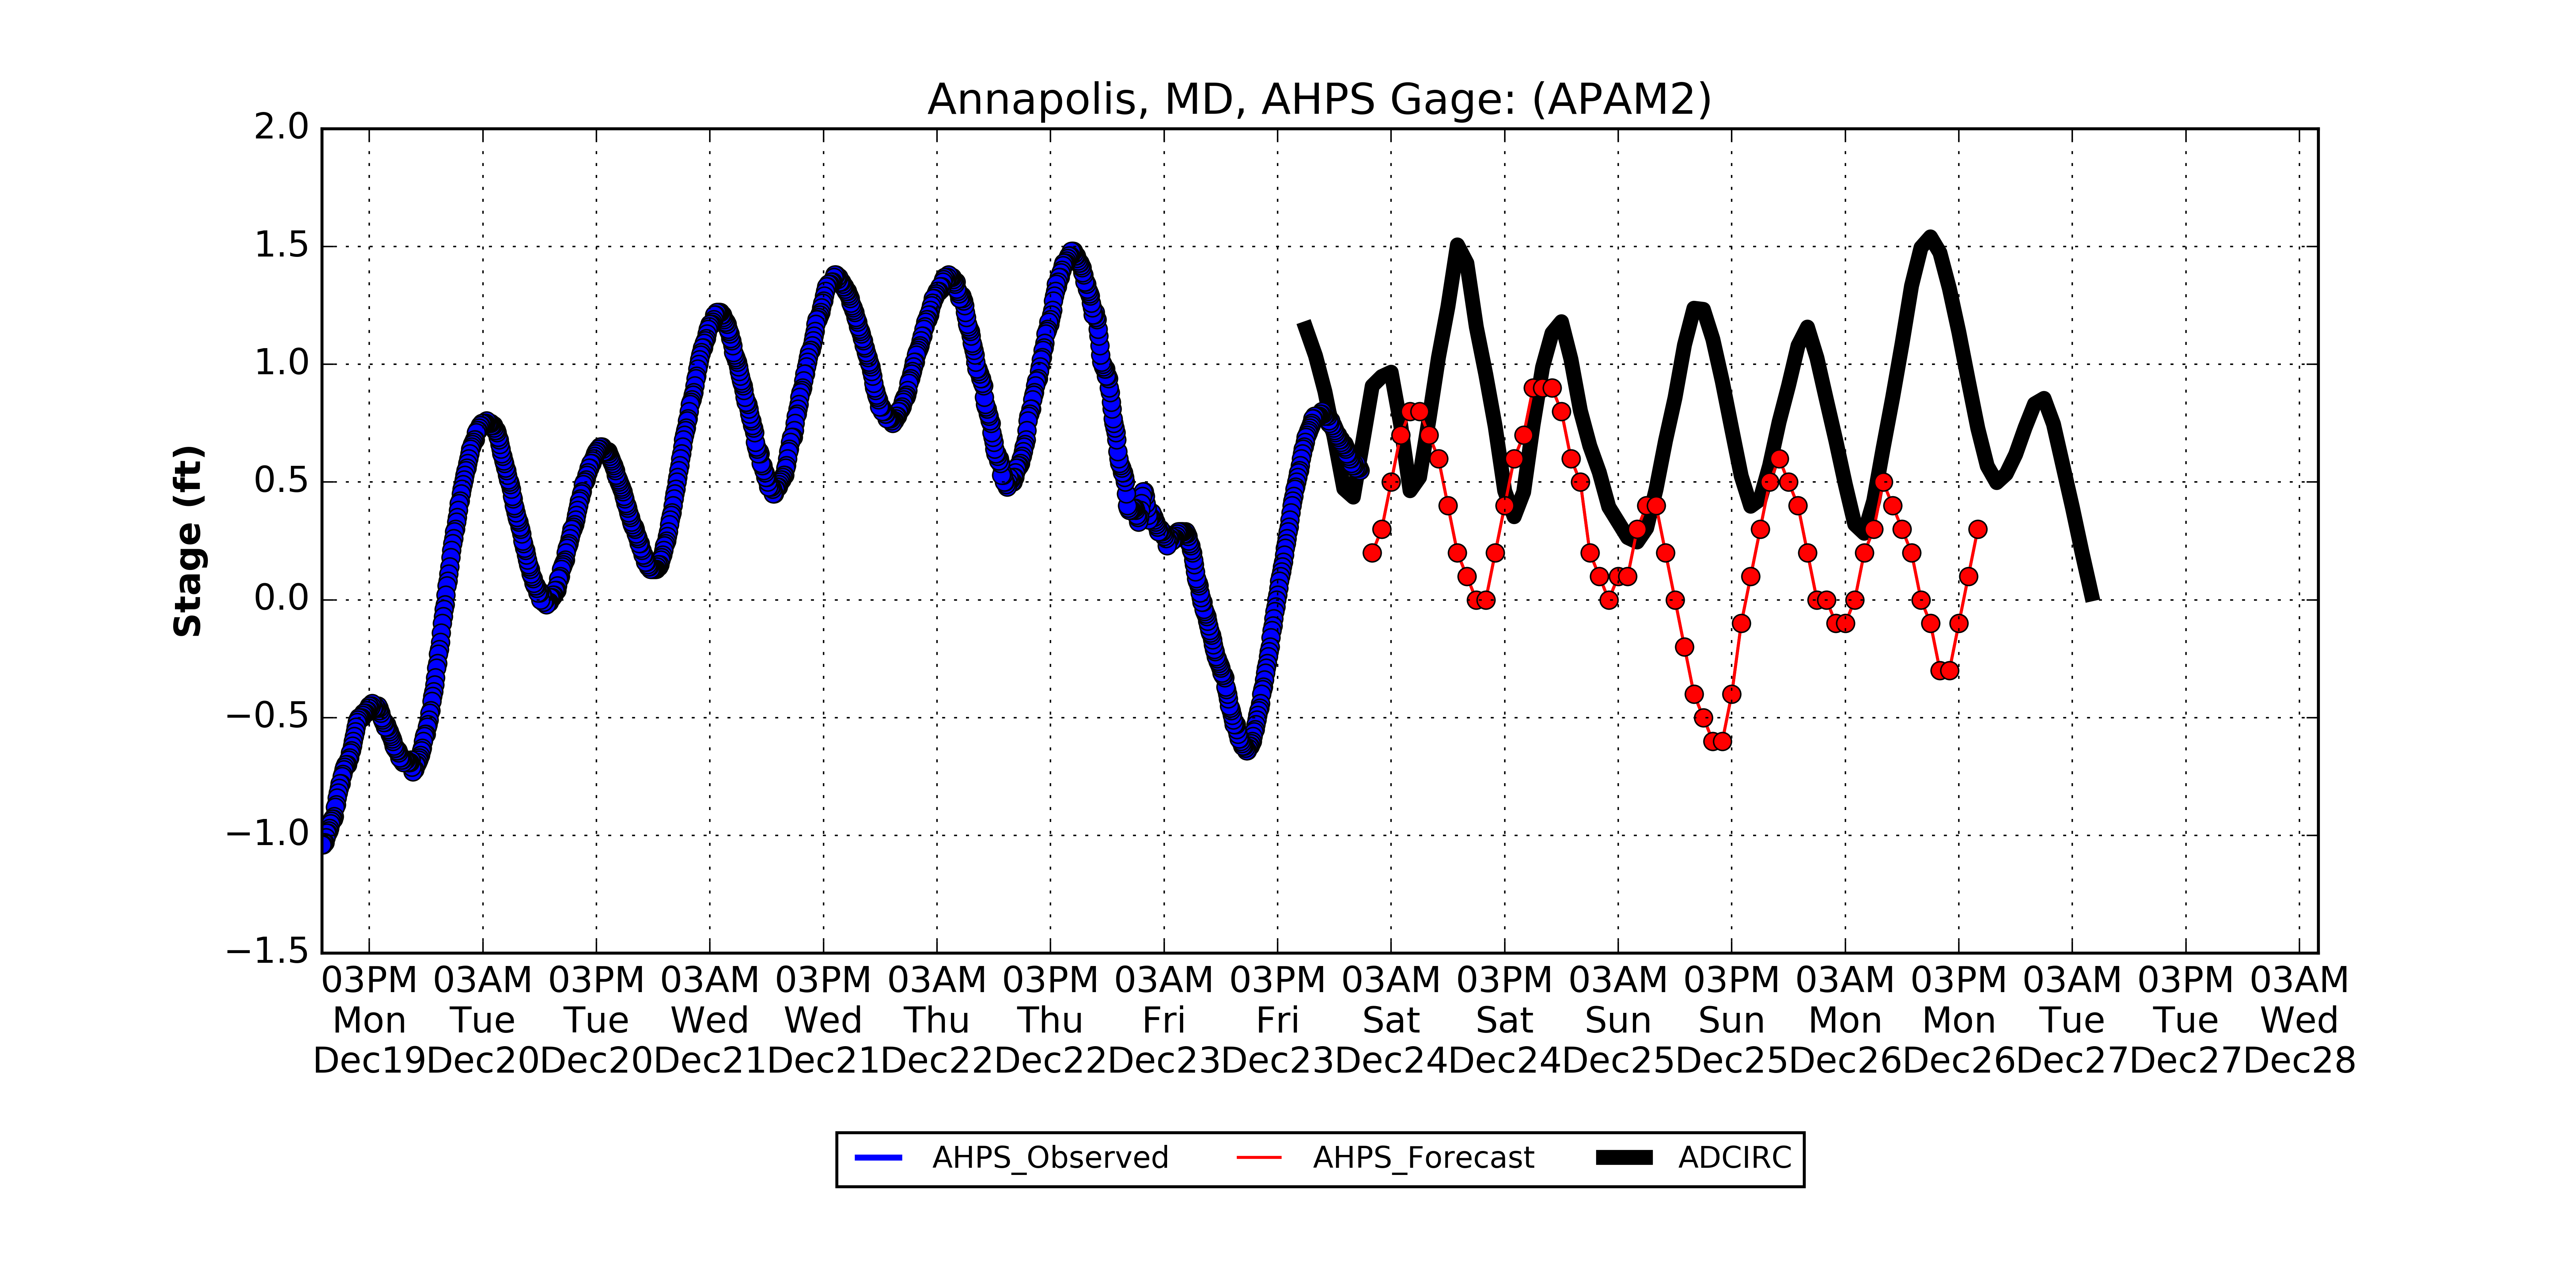 Annapolis, MD, AHPS Gage: (APAM2)
2.0
1.5
1.0
0.5
0.0
−0.5
−1.0
−1.5
Stage (ft)
03PM 03AM 03PM 03AM 03PM 03AM 03PM 03AM 03PM 03AM 03PM 03AM 03PM 03AM 03PM 03AM 03PM 03AM
Mon Tue Tue Wed Wed Thu Thu Fri Fri Sat Sat Sun Sun Mon Mon Tue Tue Wed
Dec19 Dec20 Dec20 Dec21 Dec21 Dec22 Dec22 Dec23 Dec23 Dec24 Dec24 Dec25 Dec25 Dec26 Dec26 Dec27 Dec27 Dec28
AHPS_Observed AHPS_Forecast ADCIRC